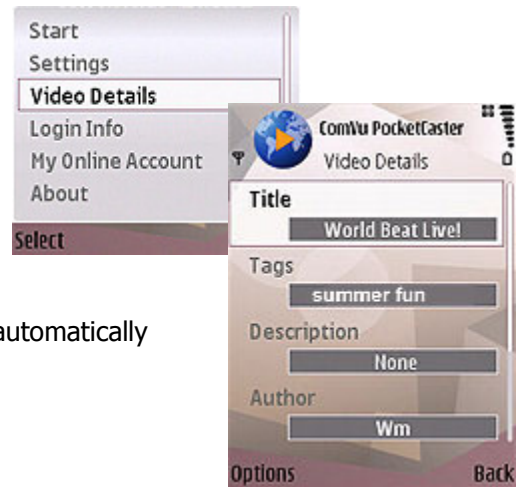 Start
Settings
Video Details
Login Info
My Online Account
About
Select
ComVu PocketCaster
Video Details
Title
World Beat Live!
Tags
summer fun
Description
None
Author
Wm
Options
Back
automatically